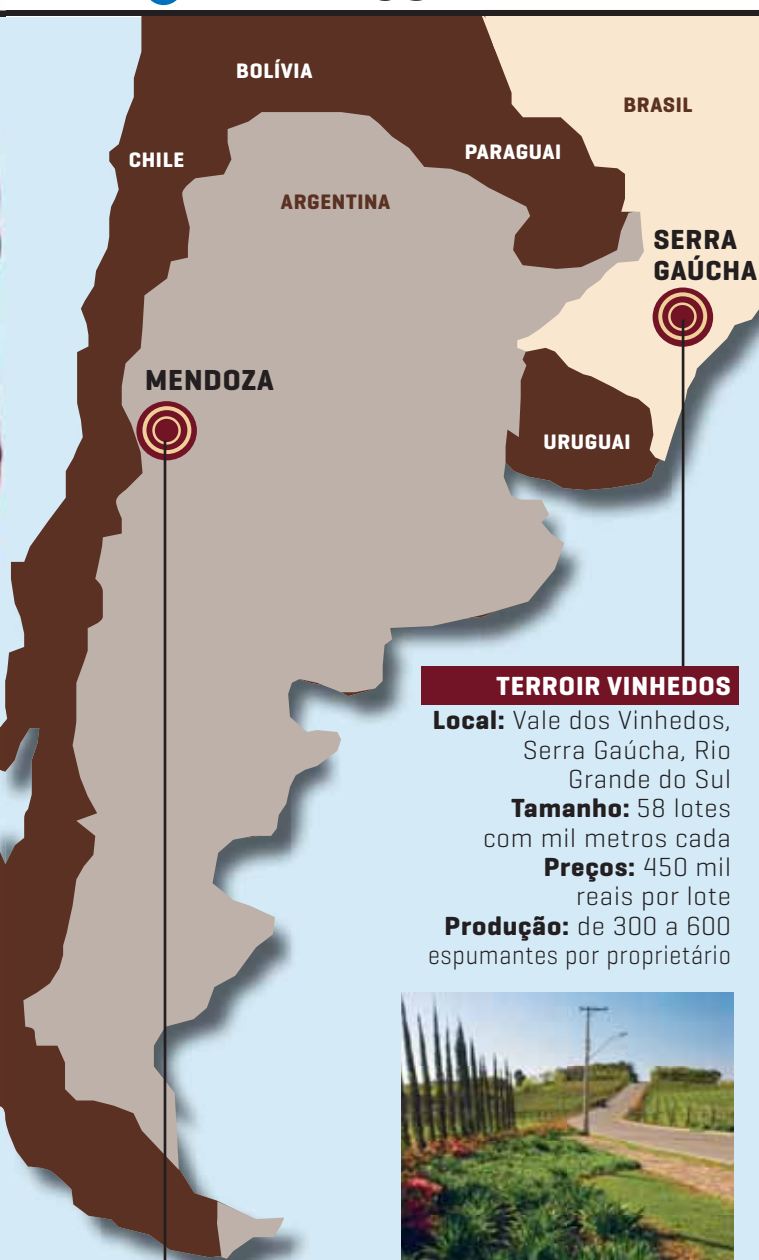 BOLÍVIA
BRASIL
CHILE
PARAGUAI
ARGENTINA
SERRA
GAÚCHA
MENDOZA
URUGUAI
TERROIR VINHEDOS
Local: Vale dos Vinhedos,
Serra Gaúcha, Rio
Grande do Sul
Tamanho: 58 lotes
com mil metros cada
Preços: 450 mil
reais por lote
Produção: de 300 a 600
espumantes por proprietário